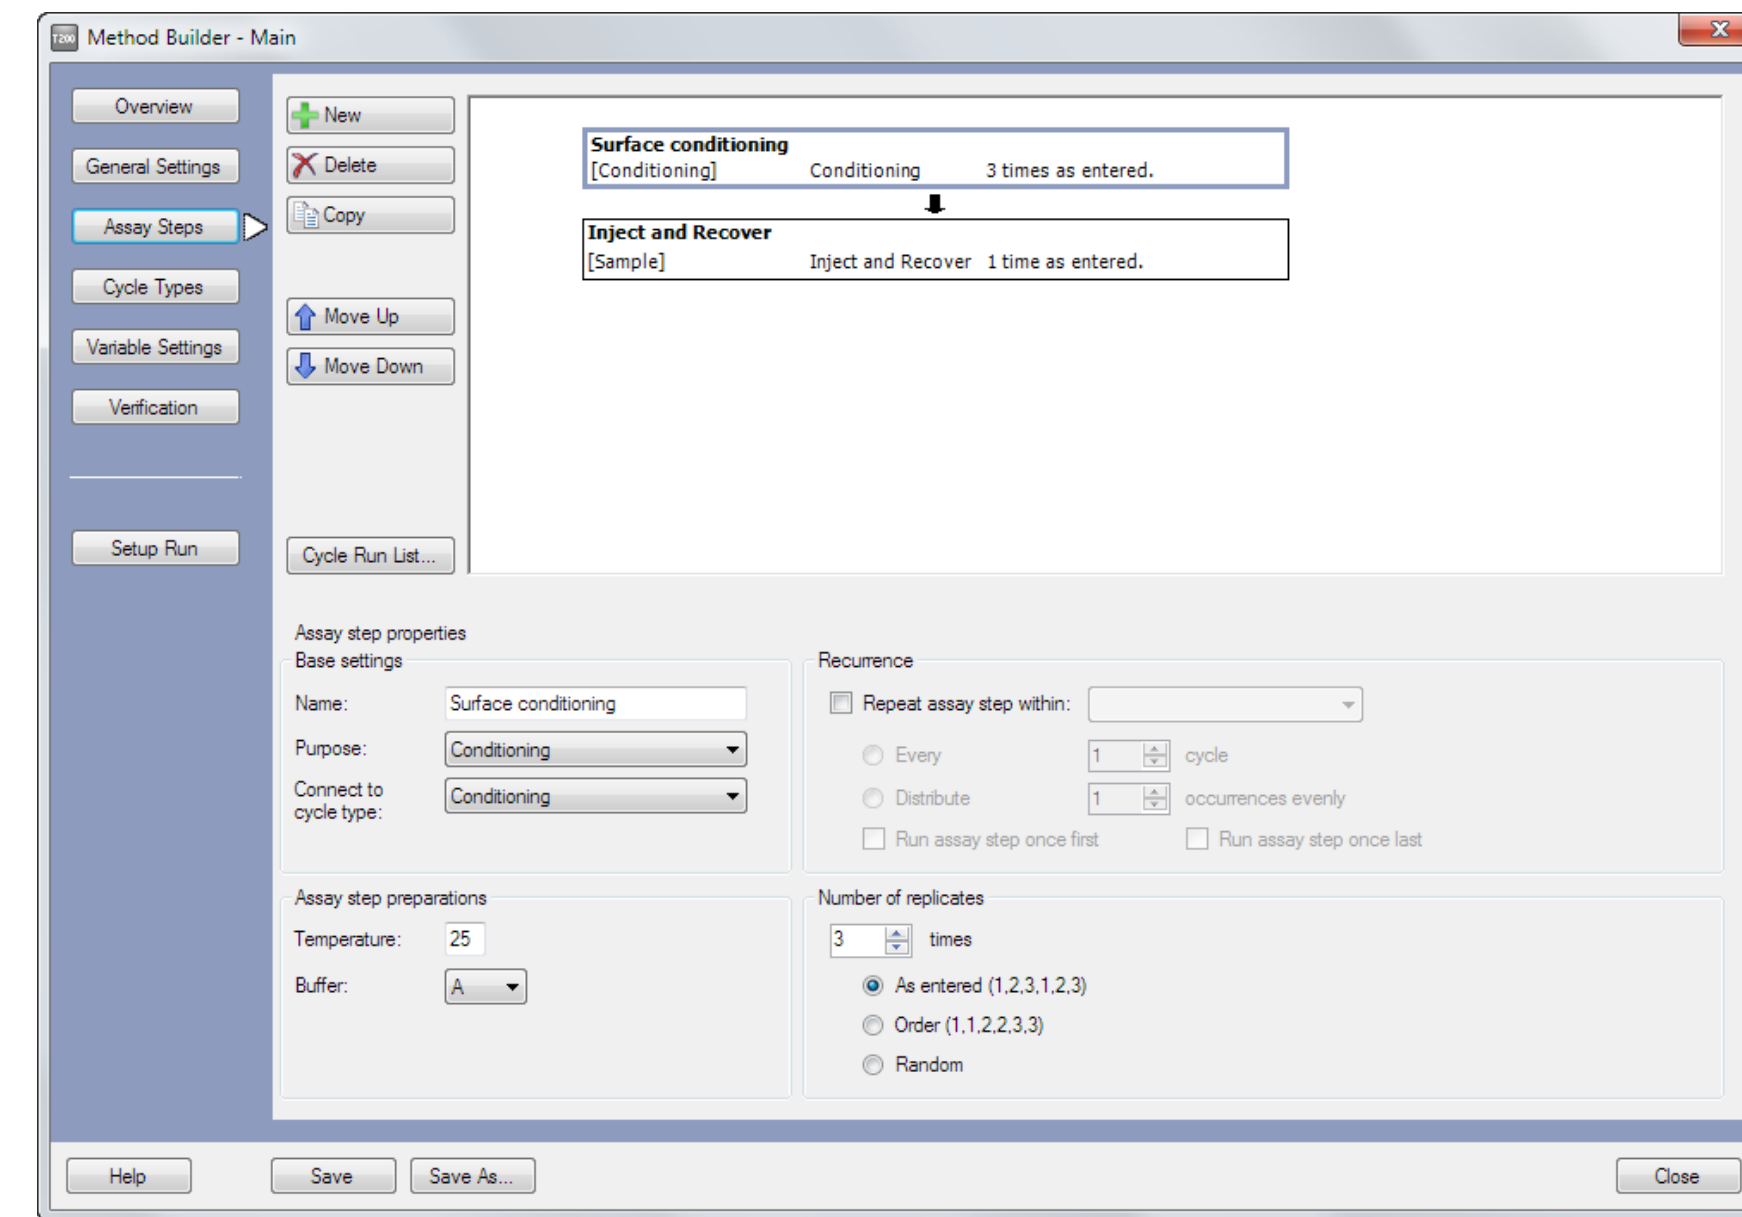 T200 Method Builder - Main
X
Overview
General Settings
Assay Steps
Cycle Types
Variable Settings
Verification
Setup Run
New
Delete
Copy
Move Up
Move Down
Cycle Run List...
Surface conditioning
[Conditioning] Conditioning 3 times as entered.
Inject and Recover
[Sample] Inject and Recover 1 time as entered.
Assay step properties
Base settings
Name: Surface conditioning
Purpose: Conditioning
Connect to
cycle type: Conditioning
Recurrence
Repeat assay step within:
Every 1 cycle
Distribute 1 occurrences evenly
Run assay step once first Run assay step once last
Assay step preparations
Temperature: 25
Buffer: A
Number of replicates
3 times
As entered (1,2,3,1,2,3)
Order (1,1,2,2,3,3)
Random
Help Save Save As... Close